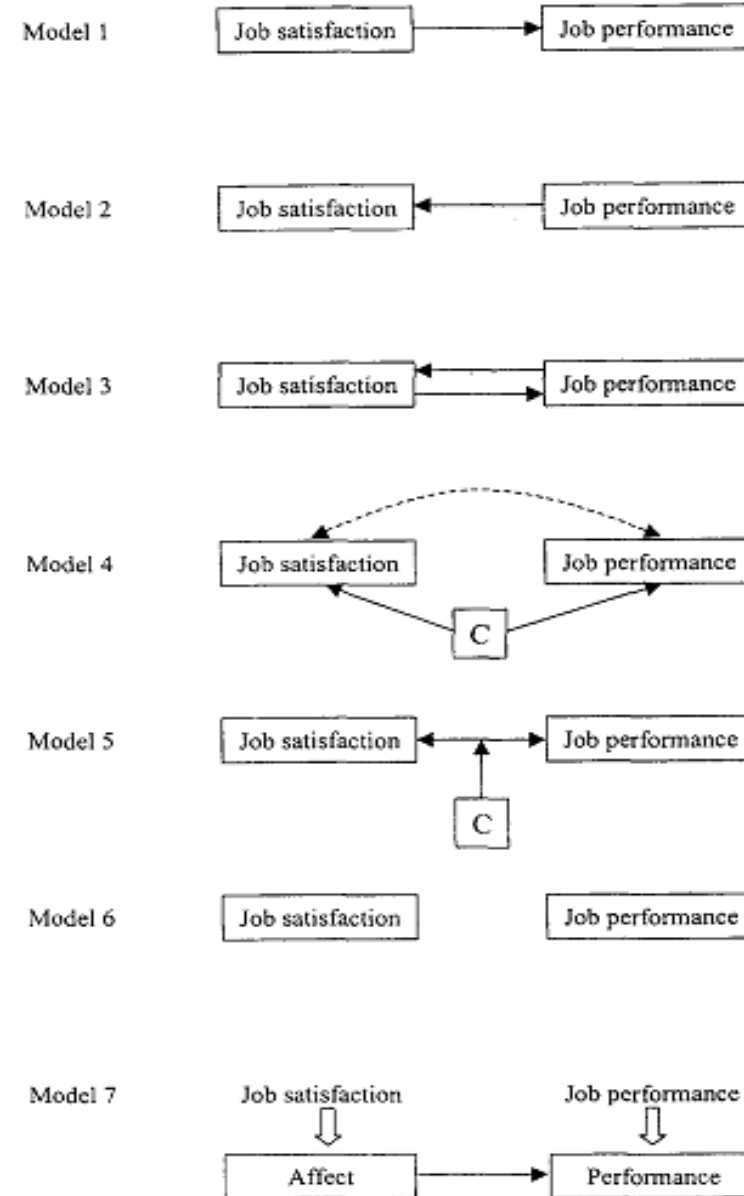 Model 1 Job satisfaction Job performance
Model 2 Job satisfaction Job performance
Model 3 Job satisfaction Job performance
Model 4 Job satisfaction Job performance
C
Model 5 Job satisfaction Job performance
C
Model 6 Job satisfaction Job performance
Model 7 Job satisfaction Job performance
Affect Performance